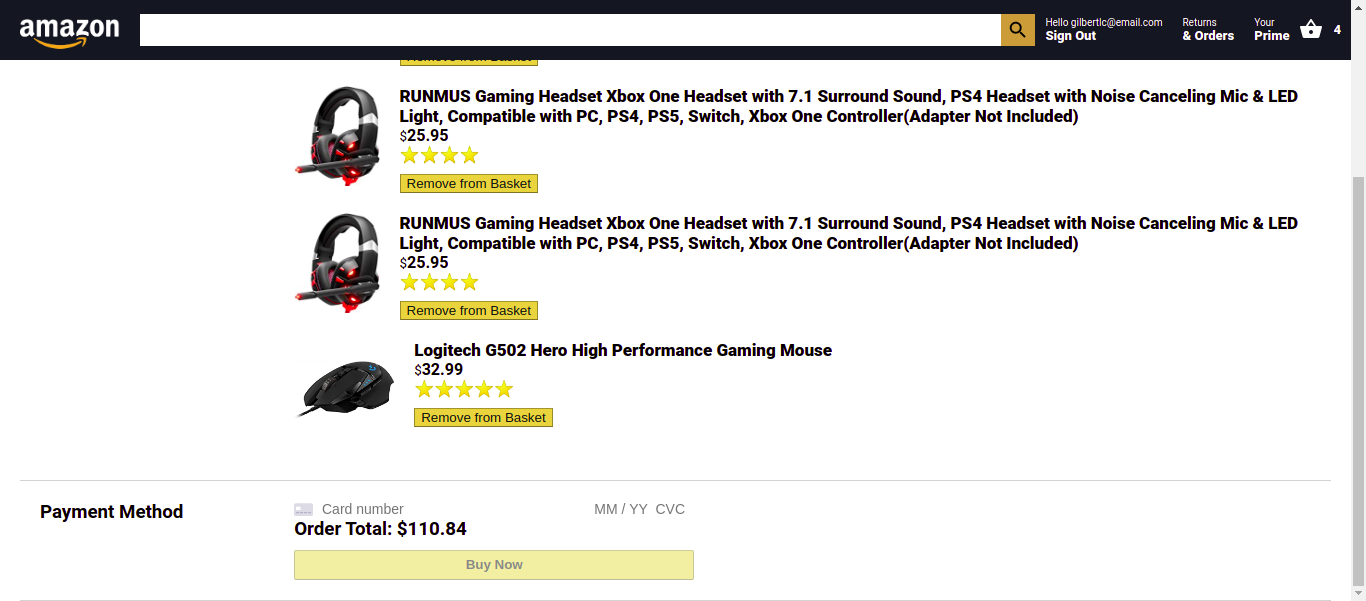 amazon
Hello gilbertlc@email.com
Sign Out
Returns
& Orders
Your
Prime
4
Remove from Basket
RUNMUS Gaming Headset Xbox One Headset with 7.1 Surround Sound, PS4 Headset with Noise Canceling Mic & LED
Light, Compatible with PC, PS4, PS5, Switch, Xbox One Controller(Adapter Not Included)
$25.95
Remove from Basket
RUNMUS Gaming Headset Xbox One Headset with 7.1 Surround Sound, PS4 Headset with Noise Canceling Mic & LED
Light, Compatible with PC, PS4, PS5, Switch, Xbox One Controller(Adapter Not Included)
$25.95
Remove from Basket
Logitech G502 Hero High Performance Gaming Mouse
$32.99
Remove from Basket
Payment Method
Card number MM / YY CVC
Order Total: $110.84
Buy Now